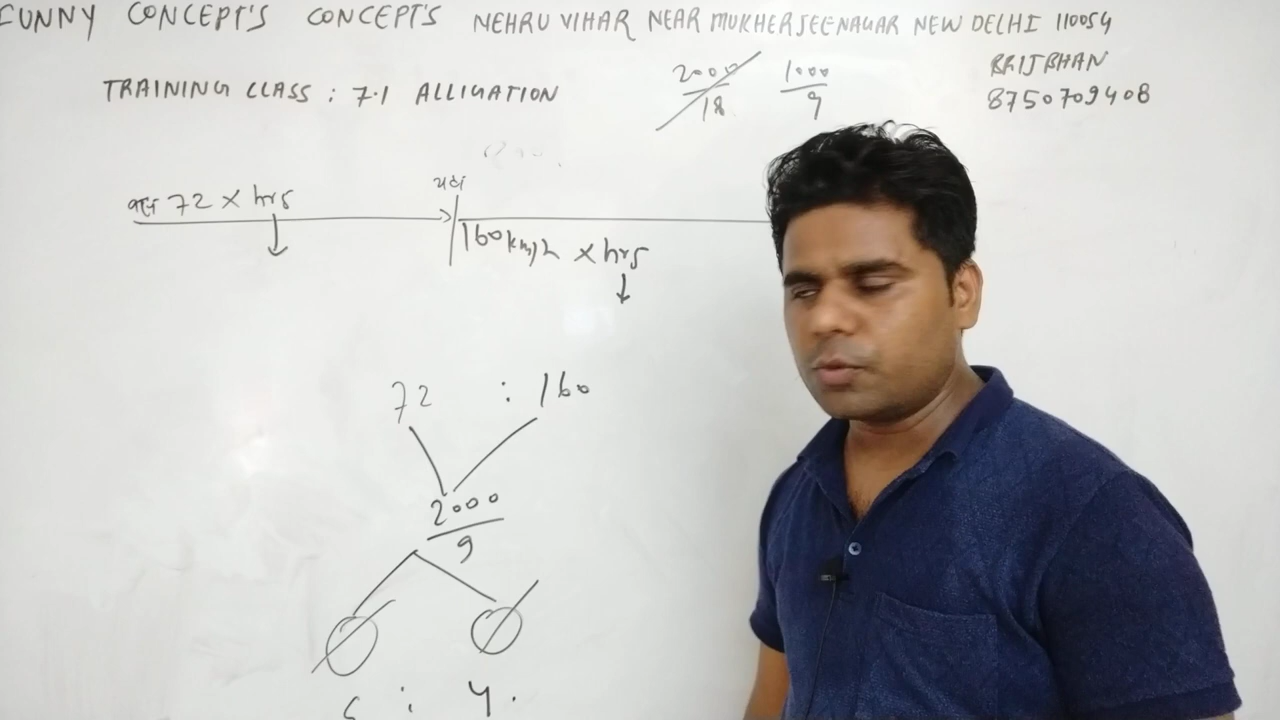 FUNNY CONCEPT'S CONCEPT'S NEHRU VIHAR NEAR MUKHERJEENAGAR NEW DELHI 110054
BRIJBHAN
8750709408
TRAINING CLASS : 7.1 ALLIGATION
2000/18 1000/9
72 x hrs
160km/h x hrs
72 : 160
2000/9
: 4.